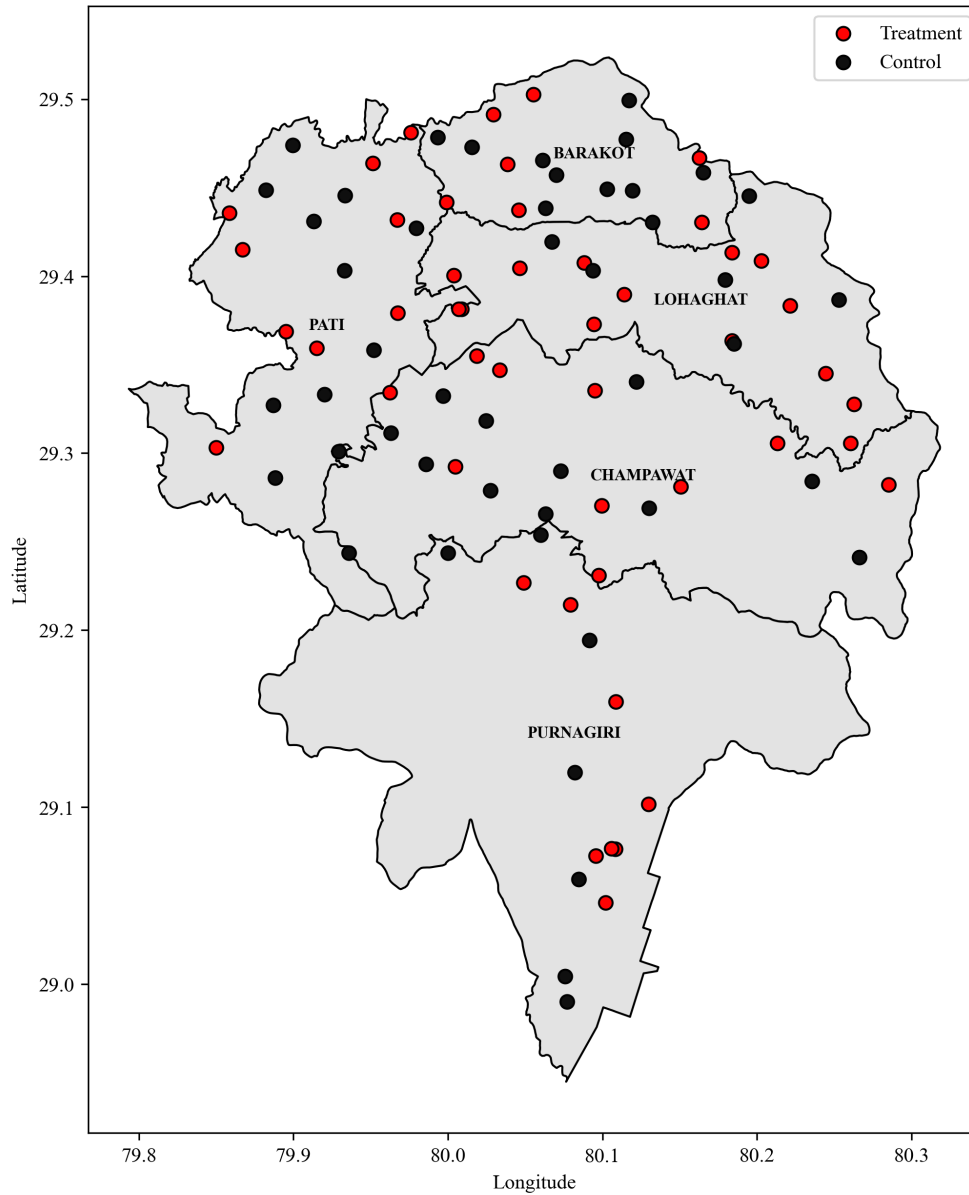 Treatment
Control
29.5
29.4
29.3
29.2
29.1
29.0
Latitude
BARAKOT
LOHAGHAT
PATI
CHAMPAWAT
PURNAGIRI
79.8
79.9
80.0
80.1
80.2
80.3
Longitude